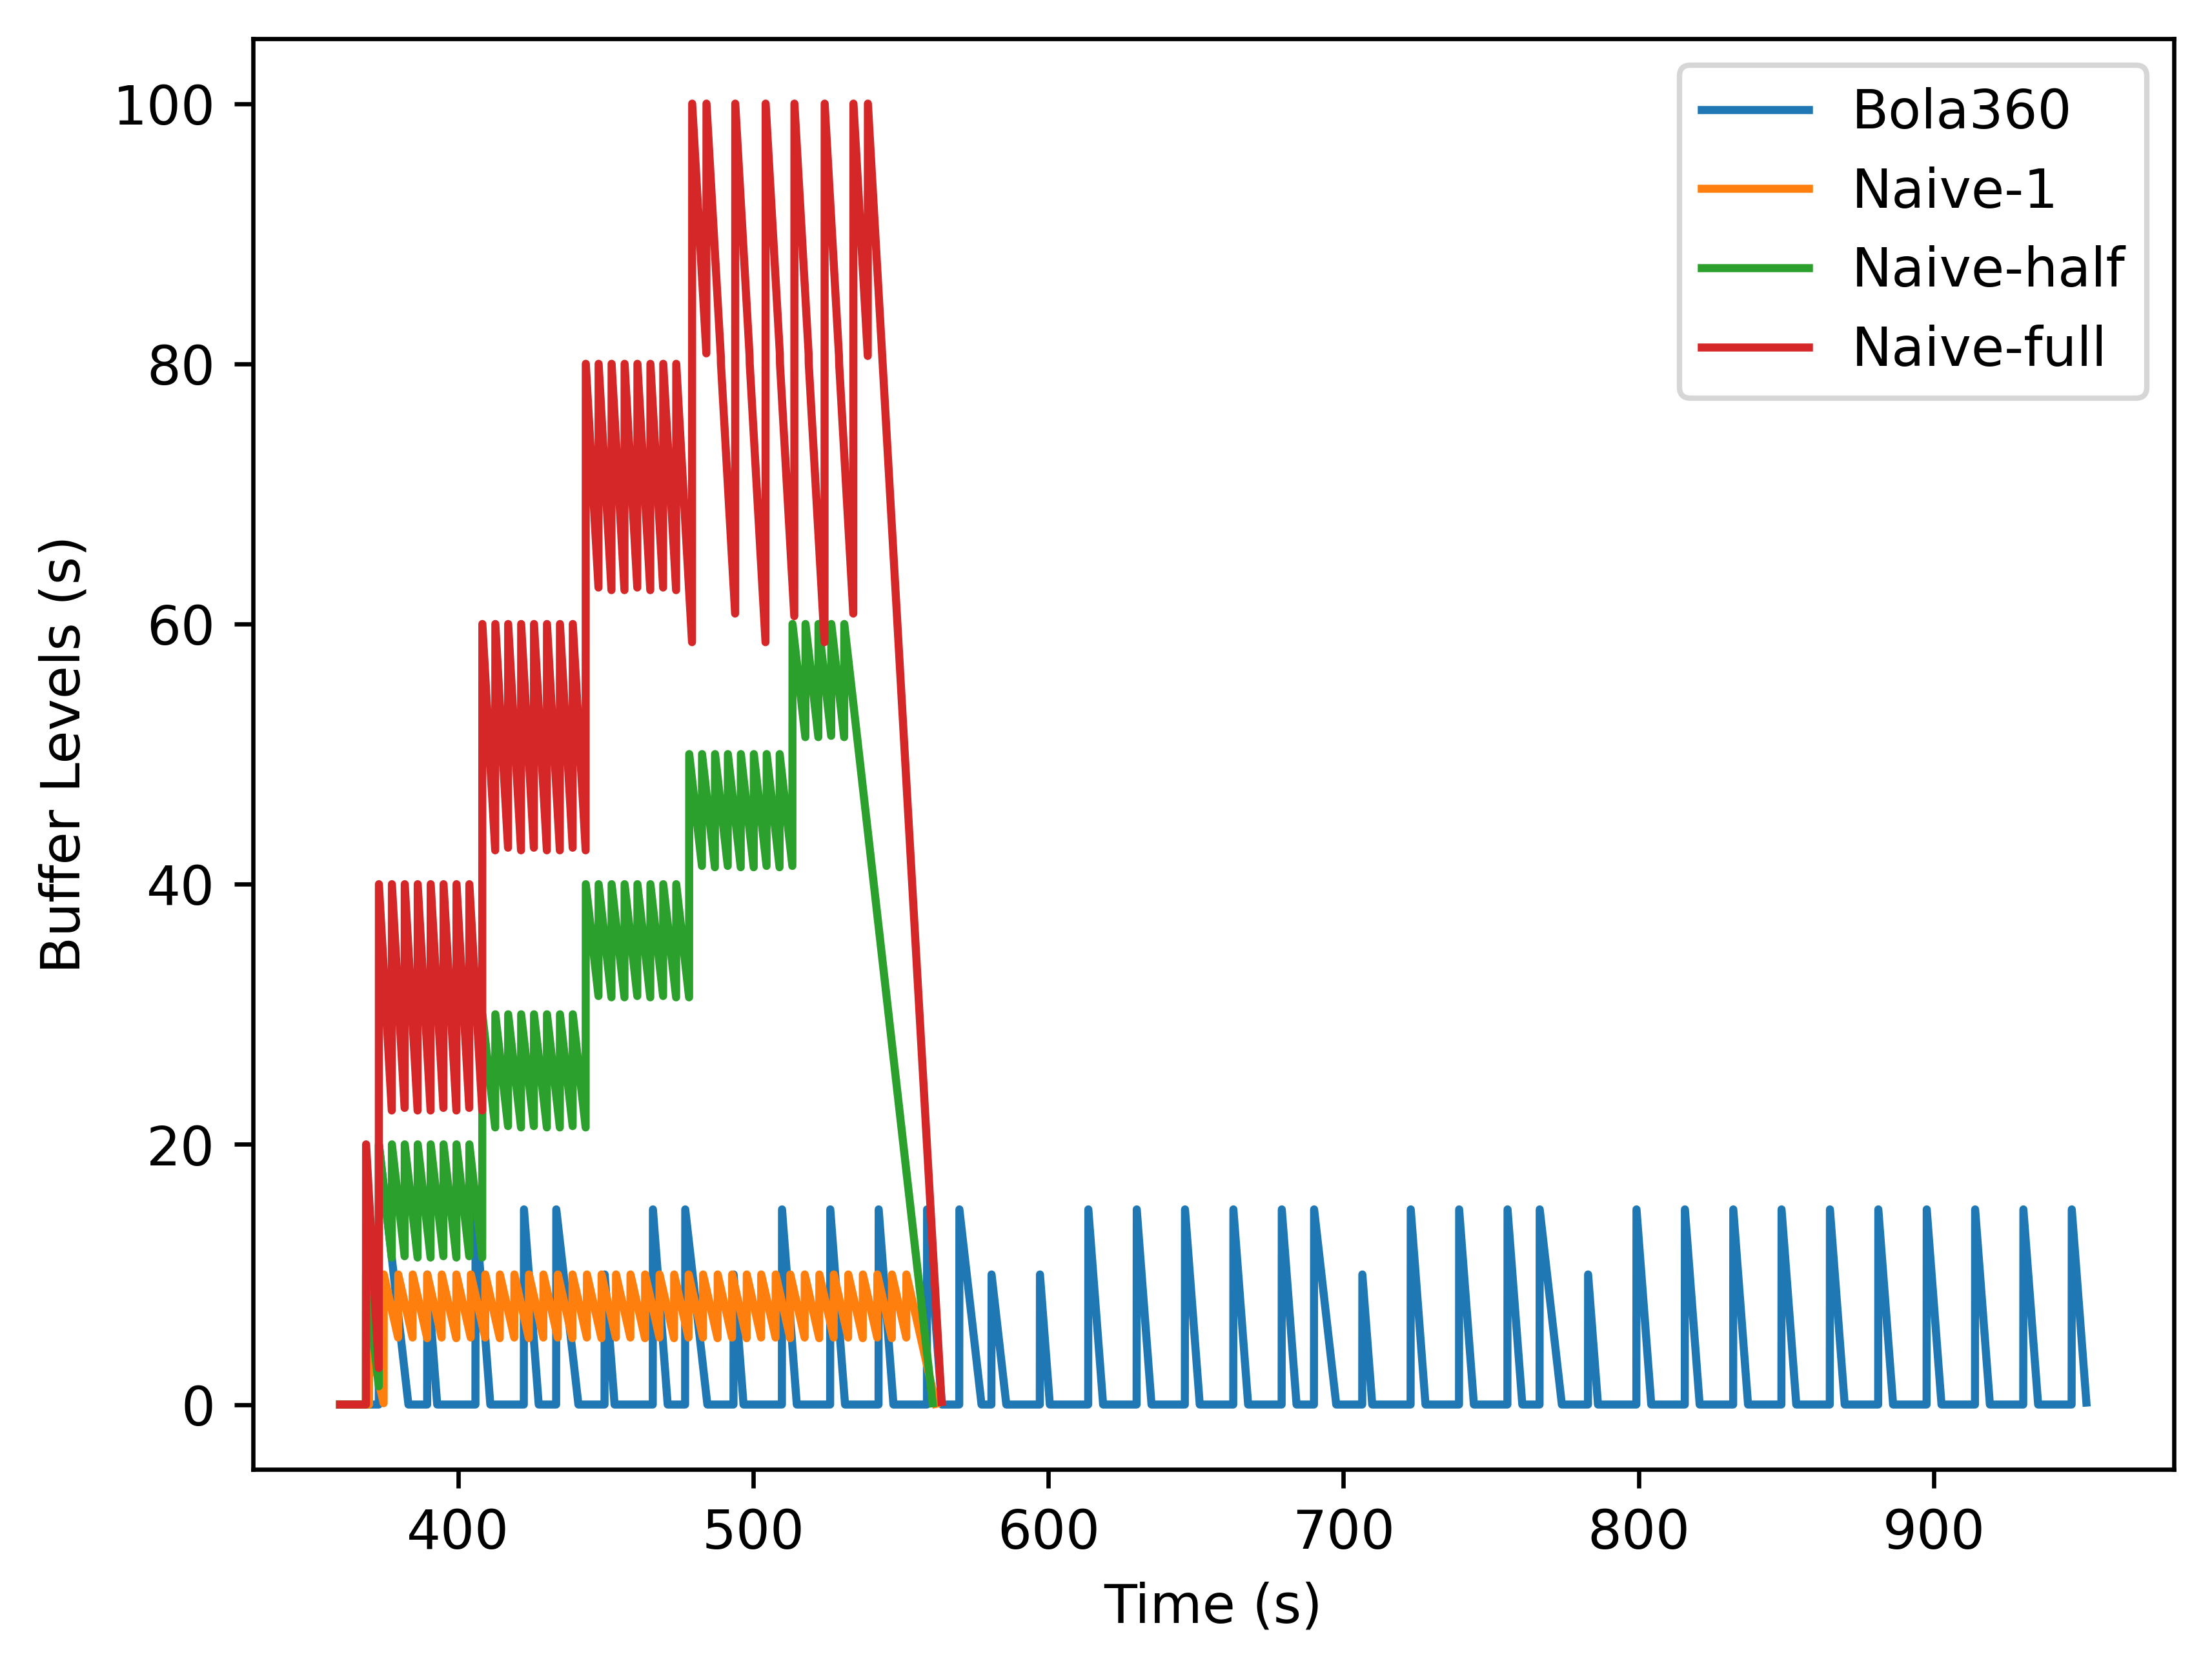 Bola360
Naive-1
Naive-half
Naive-full
100
80
60
40
20
0
Buffer Levels (s)
400 500 600 700 800 900
Time (s)